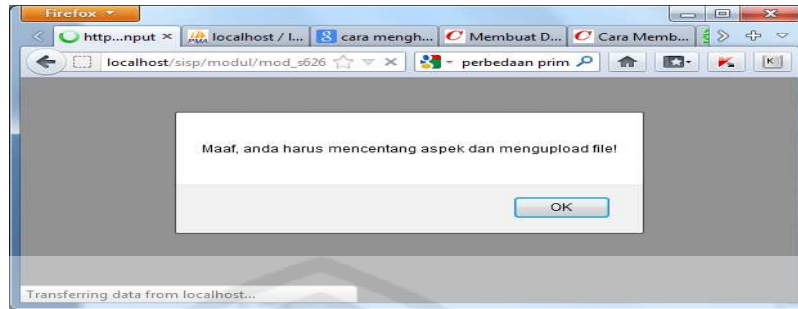 Firefox
http...nput × localhost / l... cara mengh... Membuat D... Cara Memb...
localhost/sisp/modul/mod_s626 perbedaan prim
Maaf, anda harus mencentang aspek dan mengupload file!
OK
Transferring data from localhost...